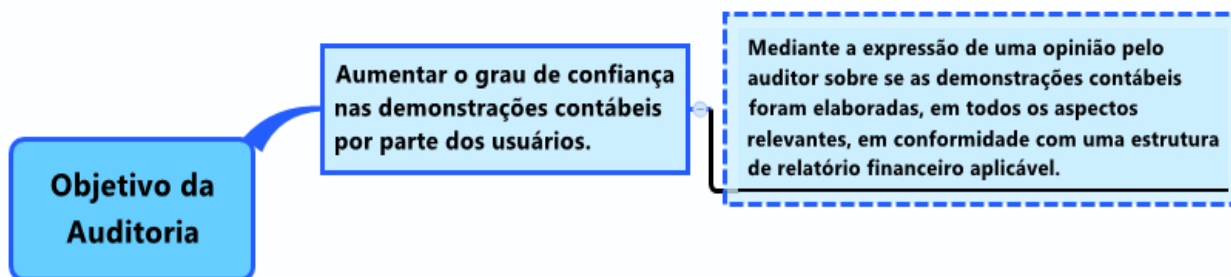 Objetivo da
Auditoria
Aumentar o grau de confiança
nas demonstrações contábeis
por parte dos usuários.
Mediante a expressão de uma opinião pelo
auditor sobre se as demonstrações contábeis
foram elaboradas, em todos os aspectos
relevantes, em conformidade com uma estrutura
de relatório financeiro aplicável.